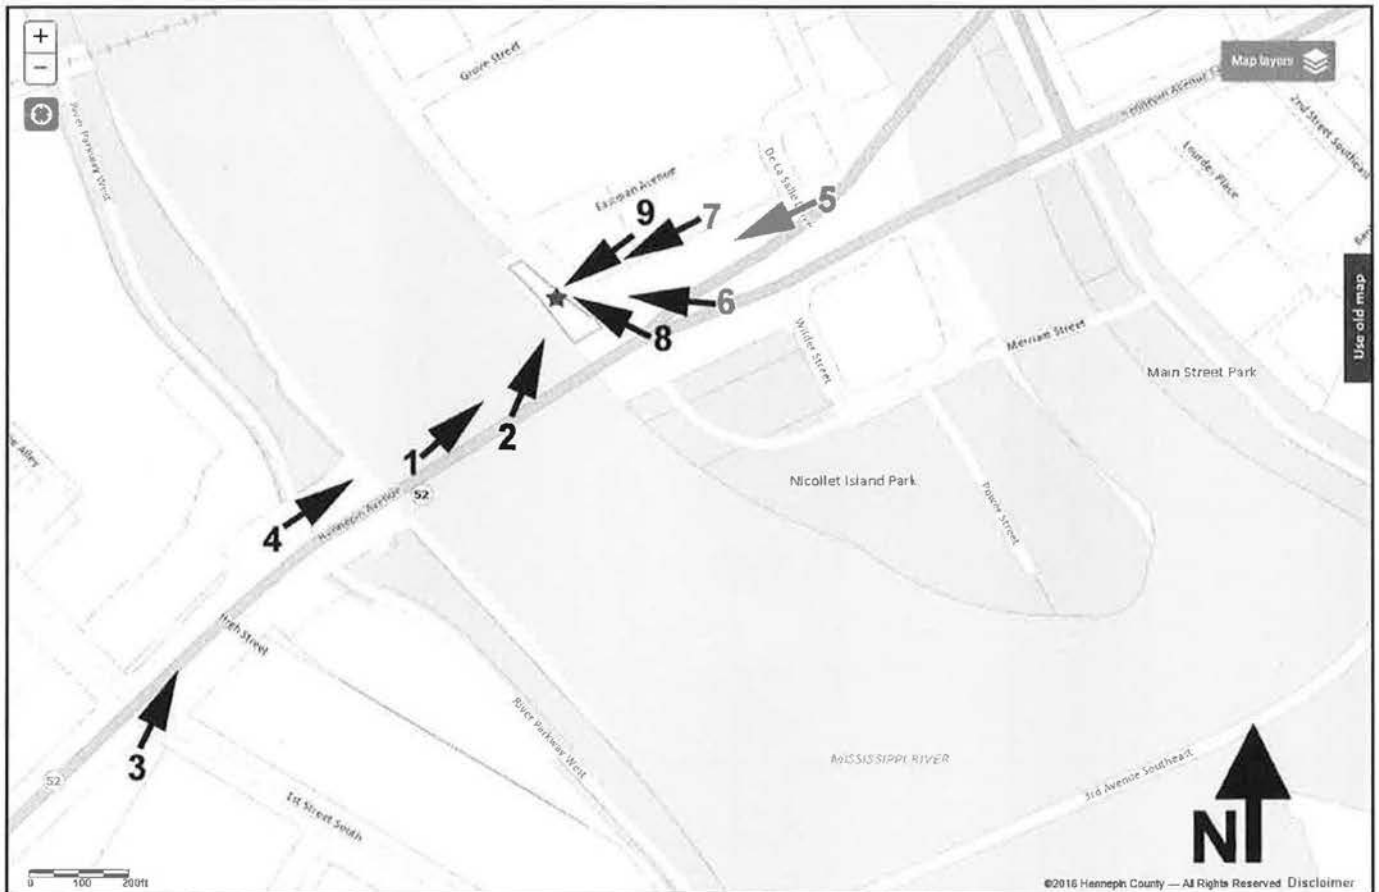 +
−
Map layers
Grove Street
Hennepin Avenue
2nd Street Southeast
Lourdes Place
River Parkway West
De La Salle
Eastman Avenue
9
7
5
6
8
Use old map
Wilder Street
Merriam Street
Main Street Park
2
1
Nicollet Island Park
Power Street
52
4
Hennepin Avenue
High Street
River Parkway West
MISSISSIPPI RIVER
3rd Avenue Southeast
3
52
1st Street South
N
0 100 200ft
©2016 Hennepin County — All Rights Reserved Disclaimer